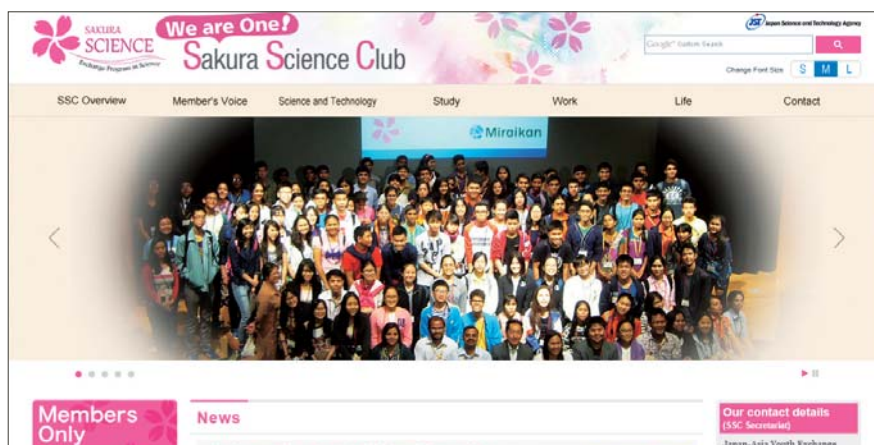 SAKURA
SCIENCE
Exchange Program in Science
We are One!
Sakura Science Club
JST Japan Science and Technology Agency
Google™ Custom Search
Change Font Size S M L
SSC Overview Member's Voice Science and Technology Study Work Life Contact
Miraikan
Members
Only
News
Our contact details
(SSC Secretariat)
Japan-Asia Youth Exchange